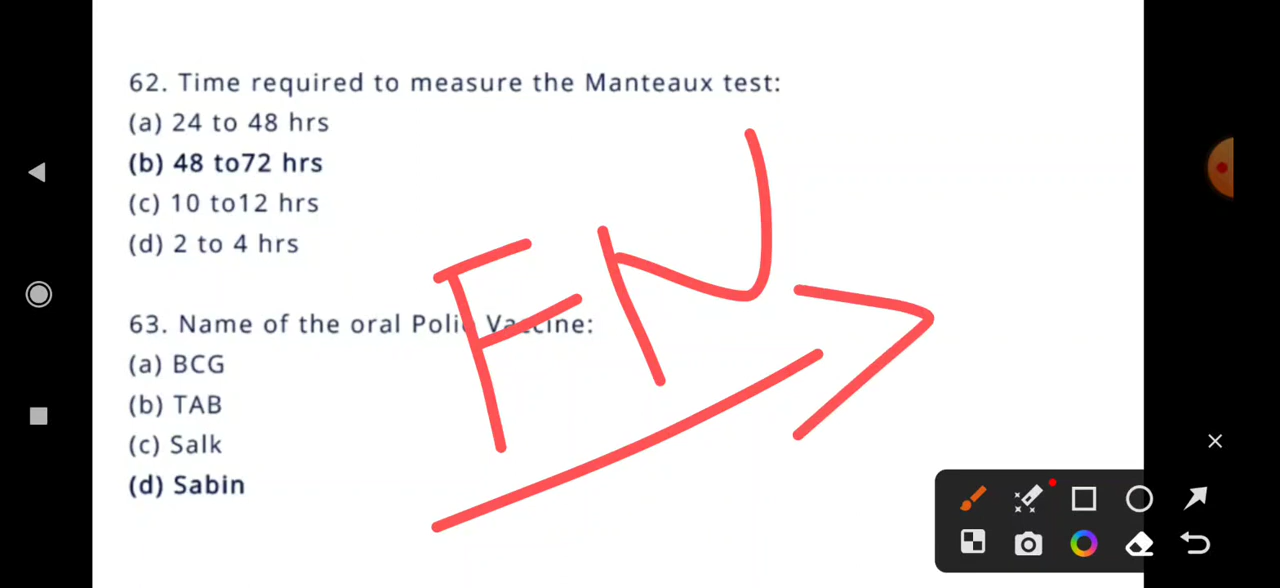 62. Time required to measure the Manteaux test:
(a) 24 to 48 hrs
(b) 48 to72 hrs
(c) 10 to12 hrs
(d) 2 to 4 hrs
63. Name of the oral Polio Vaccine:
(a) BCG
(b) TAB
(c) Salk
(d) Sabin
FN